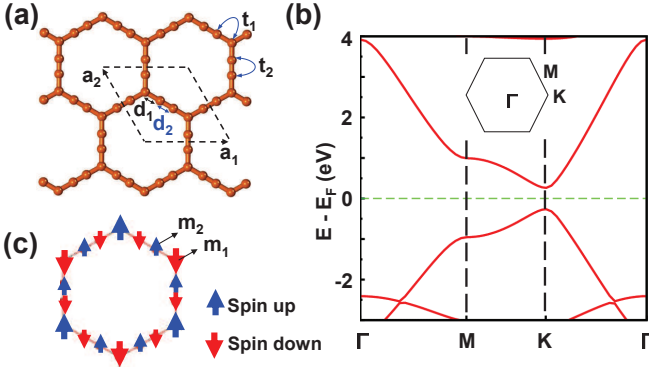 (a)
t1
t2
a2
d1
d2
a1
(b)
E - EF (eV)
4
2
0
-2
Γ
M
K
Γ
M
K
Γ
(c)
m2
m1
Spin up
Spin down